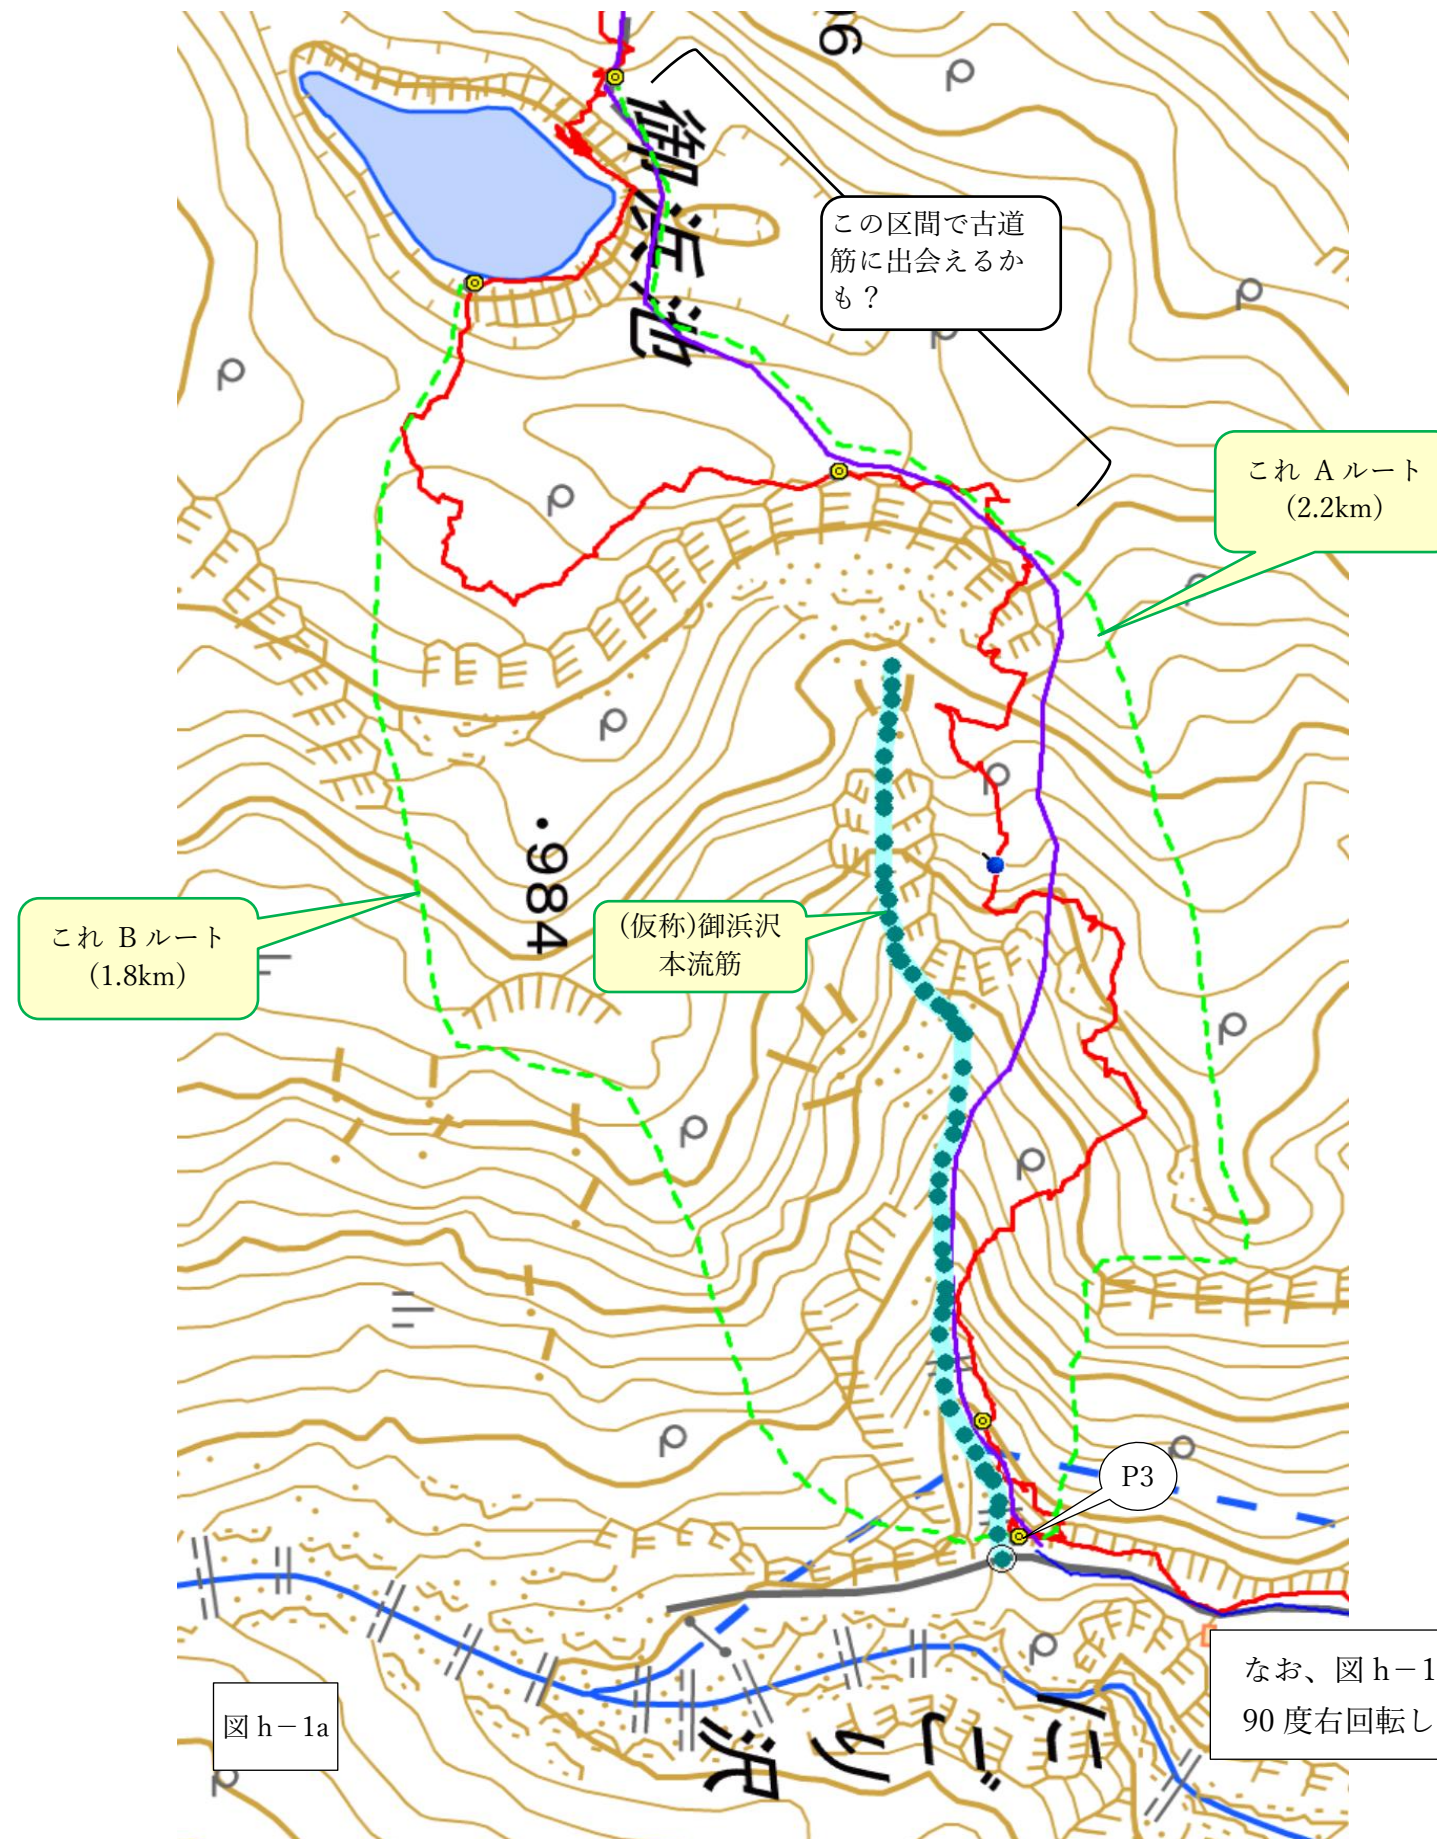 御浜池
この区間で古道
筋に出会えるか
も？
これ Aルート
(2.2km)
・984
これ Bルート
(1.8km)
(仮称)御浜沢
本流筋
P3
図h－1a
にごり沢
なお、図h－1
90度右回転し